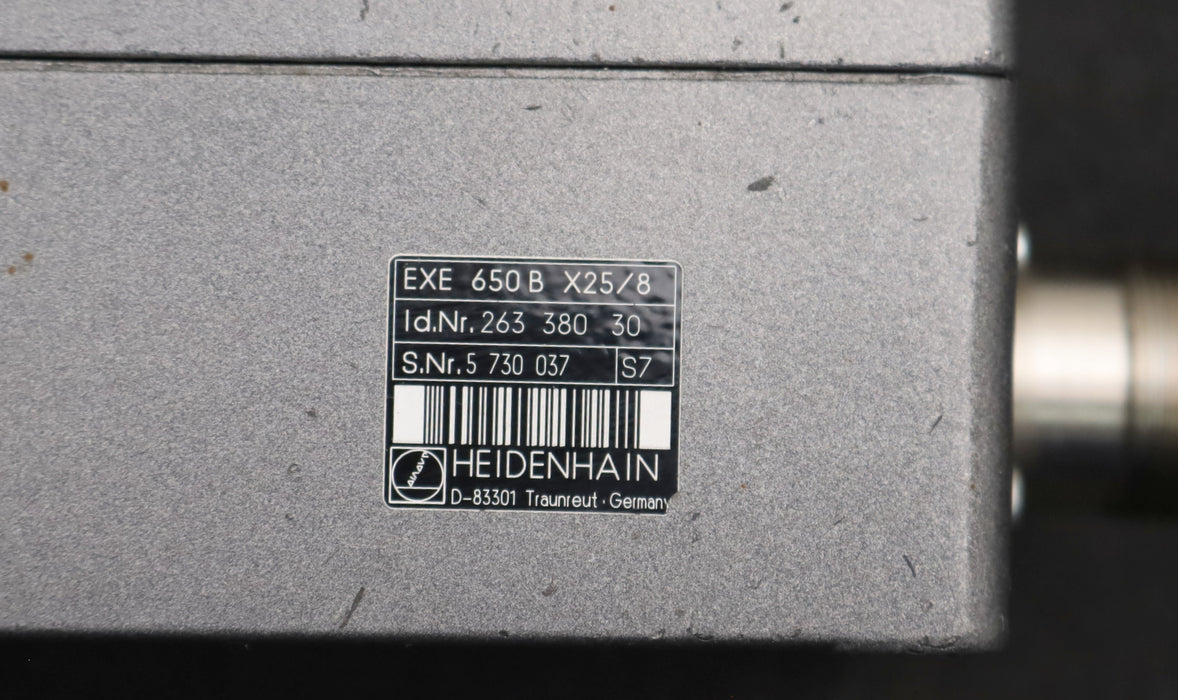 EXE 650 B X25/8
Id.Nr. 263 380 30
S.Nr. 5 730 037 S7
HEIDENHAIN
D-83301 Traunreut · Germany